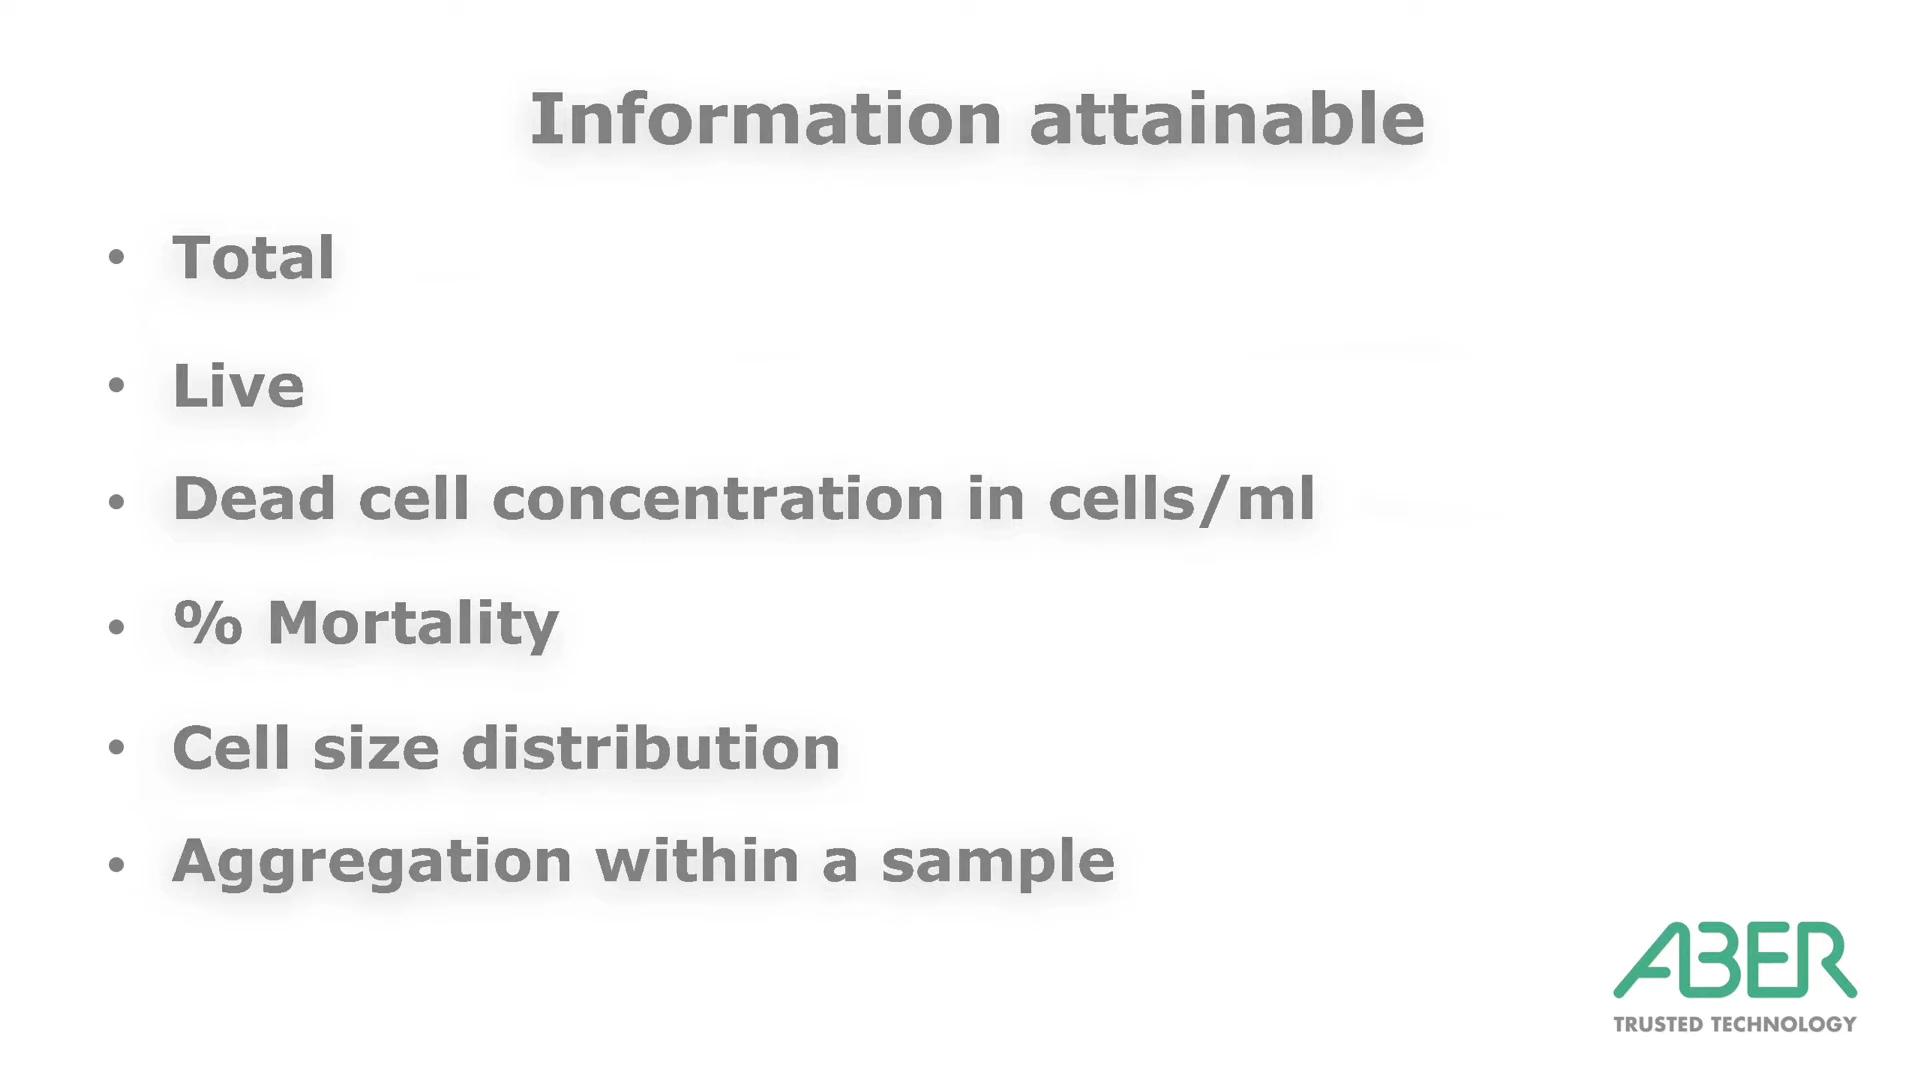 Information attainable
• Total
• Live
• Dead cell concentration in cells/ml
• % Mortality
• Cell size distribution
• Aggregation within a sample
ABER
TRUSTED TECHNOLOGY